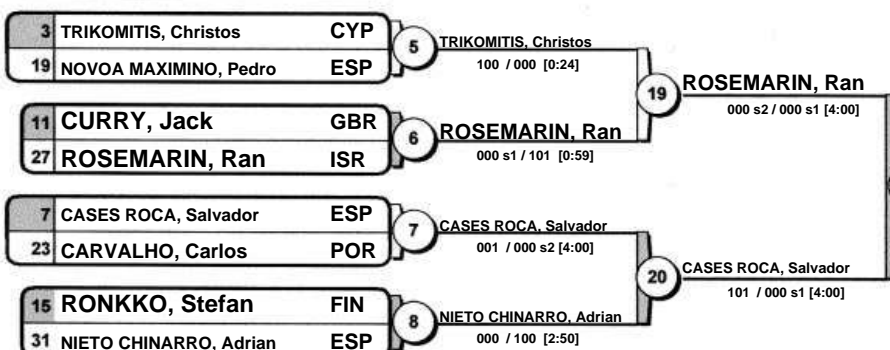 3 TRIKOMITIS, Christos CYP
19 NOVOA MAXIMINO, Pedro ESP
5
TRIKOMITIS, Christos
100 / 000 [0:24]
11 CURRY, Jack GBR
27 ROSEMARIN, Ran ISR
6
ROSEMARIN, Ran
000 s1 / 101 [0:59]
19
ROSEMARIN, Ran
000 s2 / 000 s1 [4:00]
7 CASES ROCA, Salvador ESP
23 CARVALHO, Carlos POR
7
CASES ROCA, Salvador
001 / 000 s2 [4:00]
15 RONKKO, Stefan FIN
31 NIETO CHINARRO, Adrian ESP
8
NIETO CHINARRO, Adrian
000 / 100 [2:50]
20
CASES ROCA, Salvador
101 / 000 s1 [4:00]